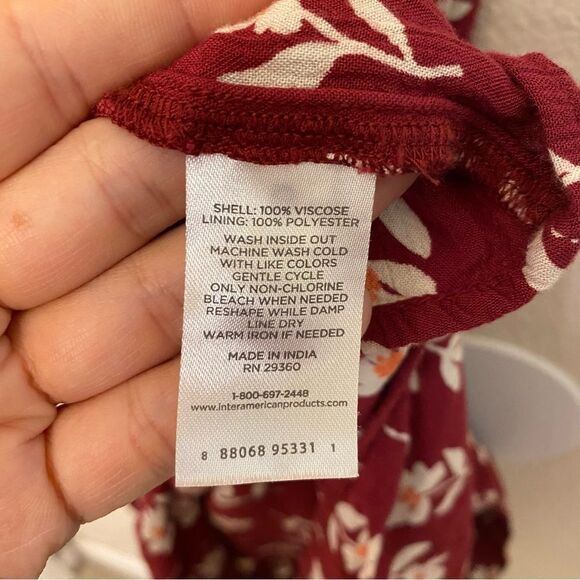 SHELL: 100% VISCOSE
LINING: 100% POLYESTER
WASH INSIDE OUT
MACHINE WASH COLD
WITH LIKE COLORS
GENTLE CYCLE
ONLY NON-CHLORINE
BLEACH WHEN NEEDED
RESHAPE WHILE DAMP
LINE DRY
WARM IRON IF NEEDED
MADE IN INDIA
RN 29360
1-800-697-2448
www.interamericanproducts.com
8 88068 95331 1